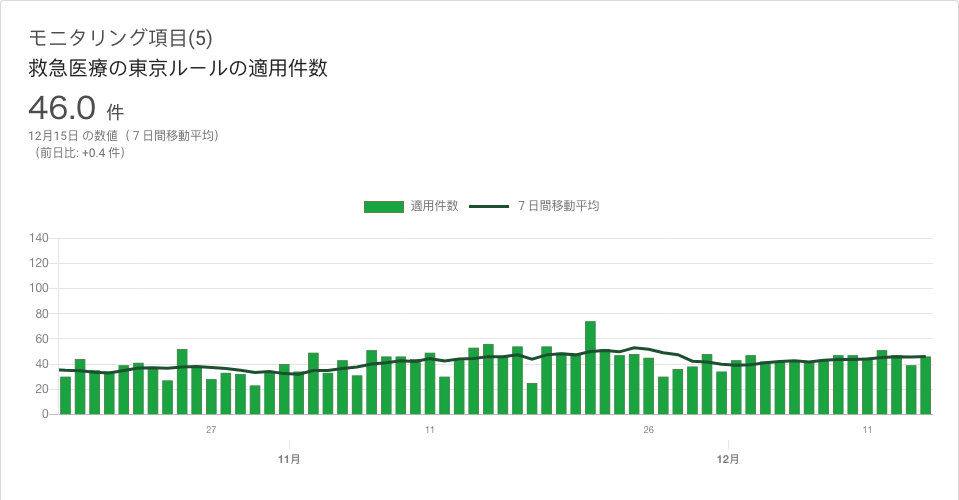 モニタリング項目(5)
救急医療の東京ルールの適用件数
46.0 件
12月15日 の数値（７日間移動平均）
（前日比: +0.4 件）
適用件数 ７日間移動平均
140
120
100
80
60
40
20
0
27 11 26 11
11月 12月